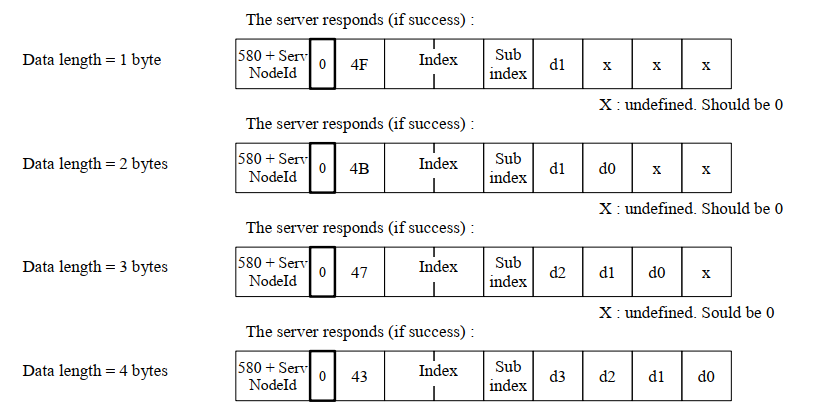 The server responds (if success) :
Data length = 1 byte
580 + Serv
NodeId
0
4F
Index
Sub
index
d1
x
x
x
X : undefined. Should be 0
The server responds (if success) :
Data length = 2 bytes
580 + Serv
NodeId
0
4B
Index
Sub
index
d1
d0
x
x
X : undefined. Should be 0
The server responds (if success) :
Data length = 3 bytes
580 + Serv
NodeId
0
47
Index
Sub
index
d2
d1
d0
x
X : undefined. Sould be 0
The server responds (if success) :
Data length = 4 bytes
580 + Serv
NodeId
0
43
Index
Sub
index
d3
d2
d1
d0